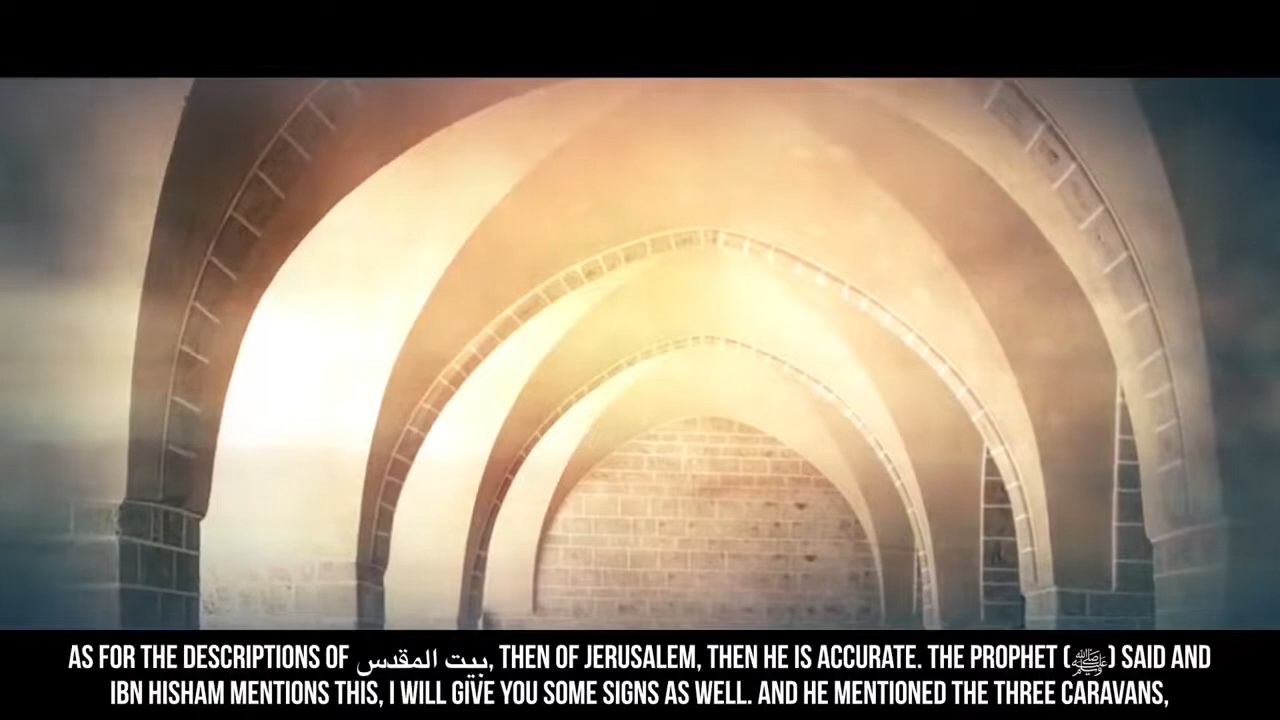 AS FOR THE DESCRIPTIONS OF بيت المقدس, THEN OF JERUSALEM, THEN HE IS ACCURATE. THE PROPHET (ﷺ) SAID AND
IBN HISHAM MENTIONS THIS, I WILL GIVE YOU SOME SIGNS AS WELL. AND HE MENTIONED THE THREE CARAVANS,